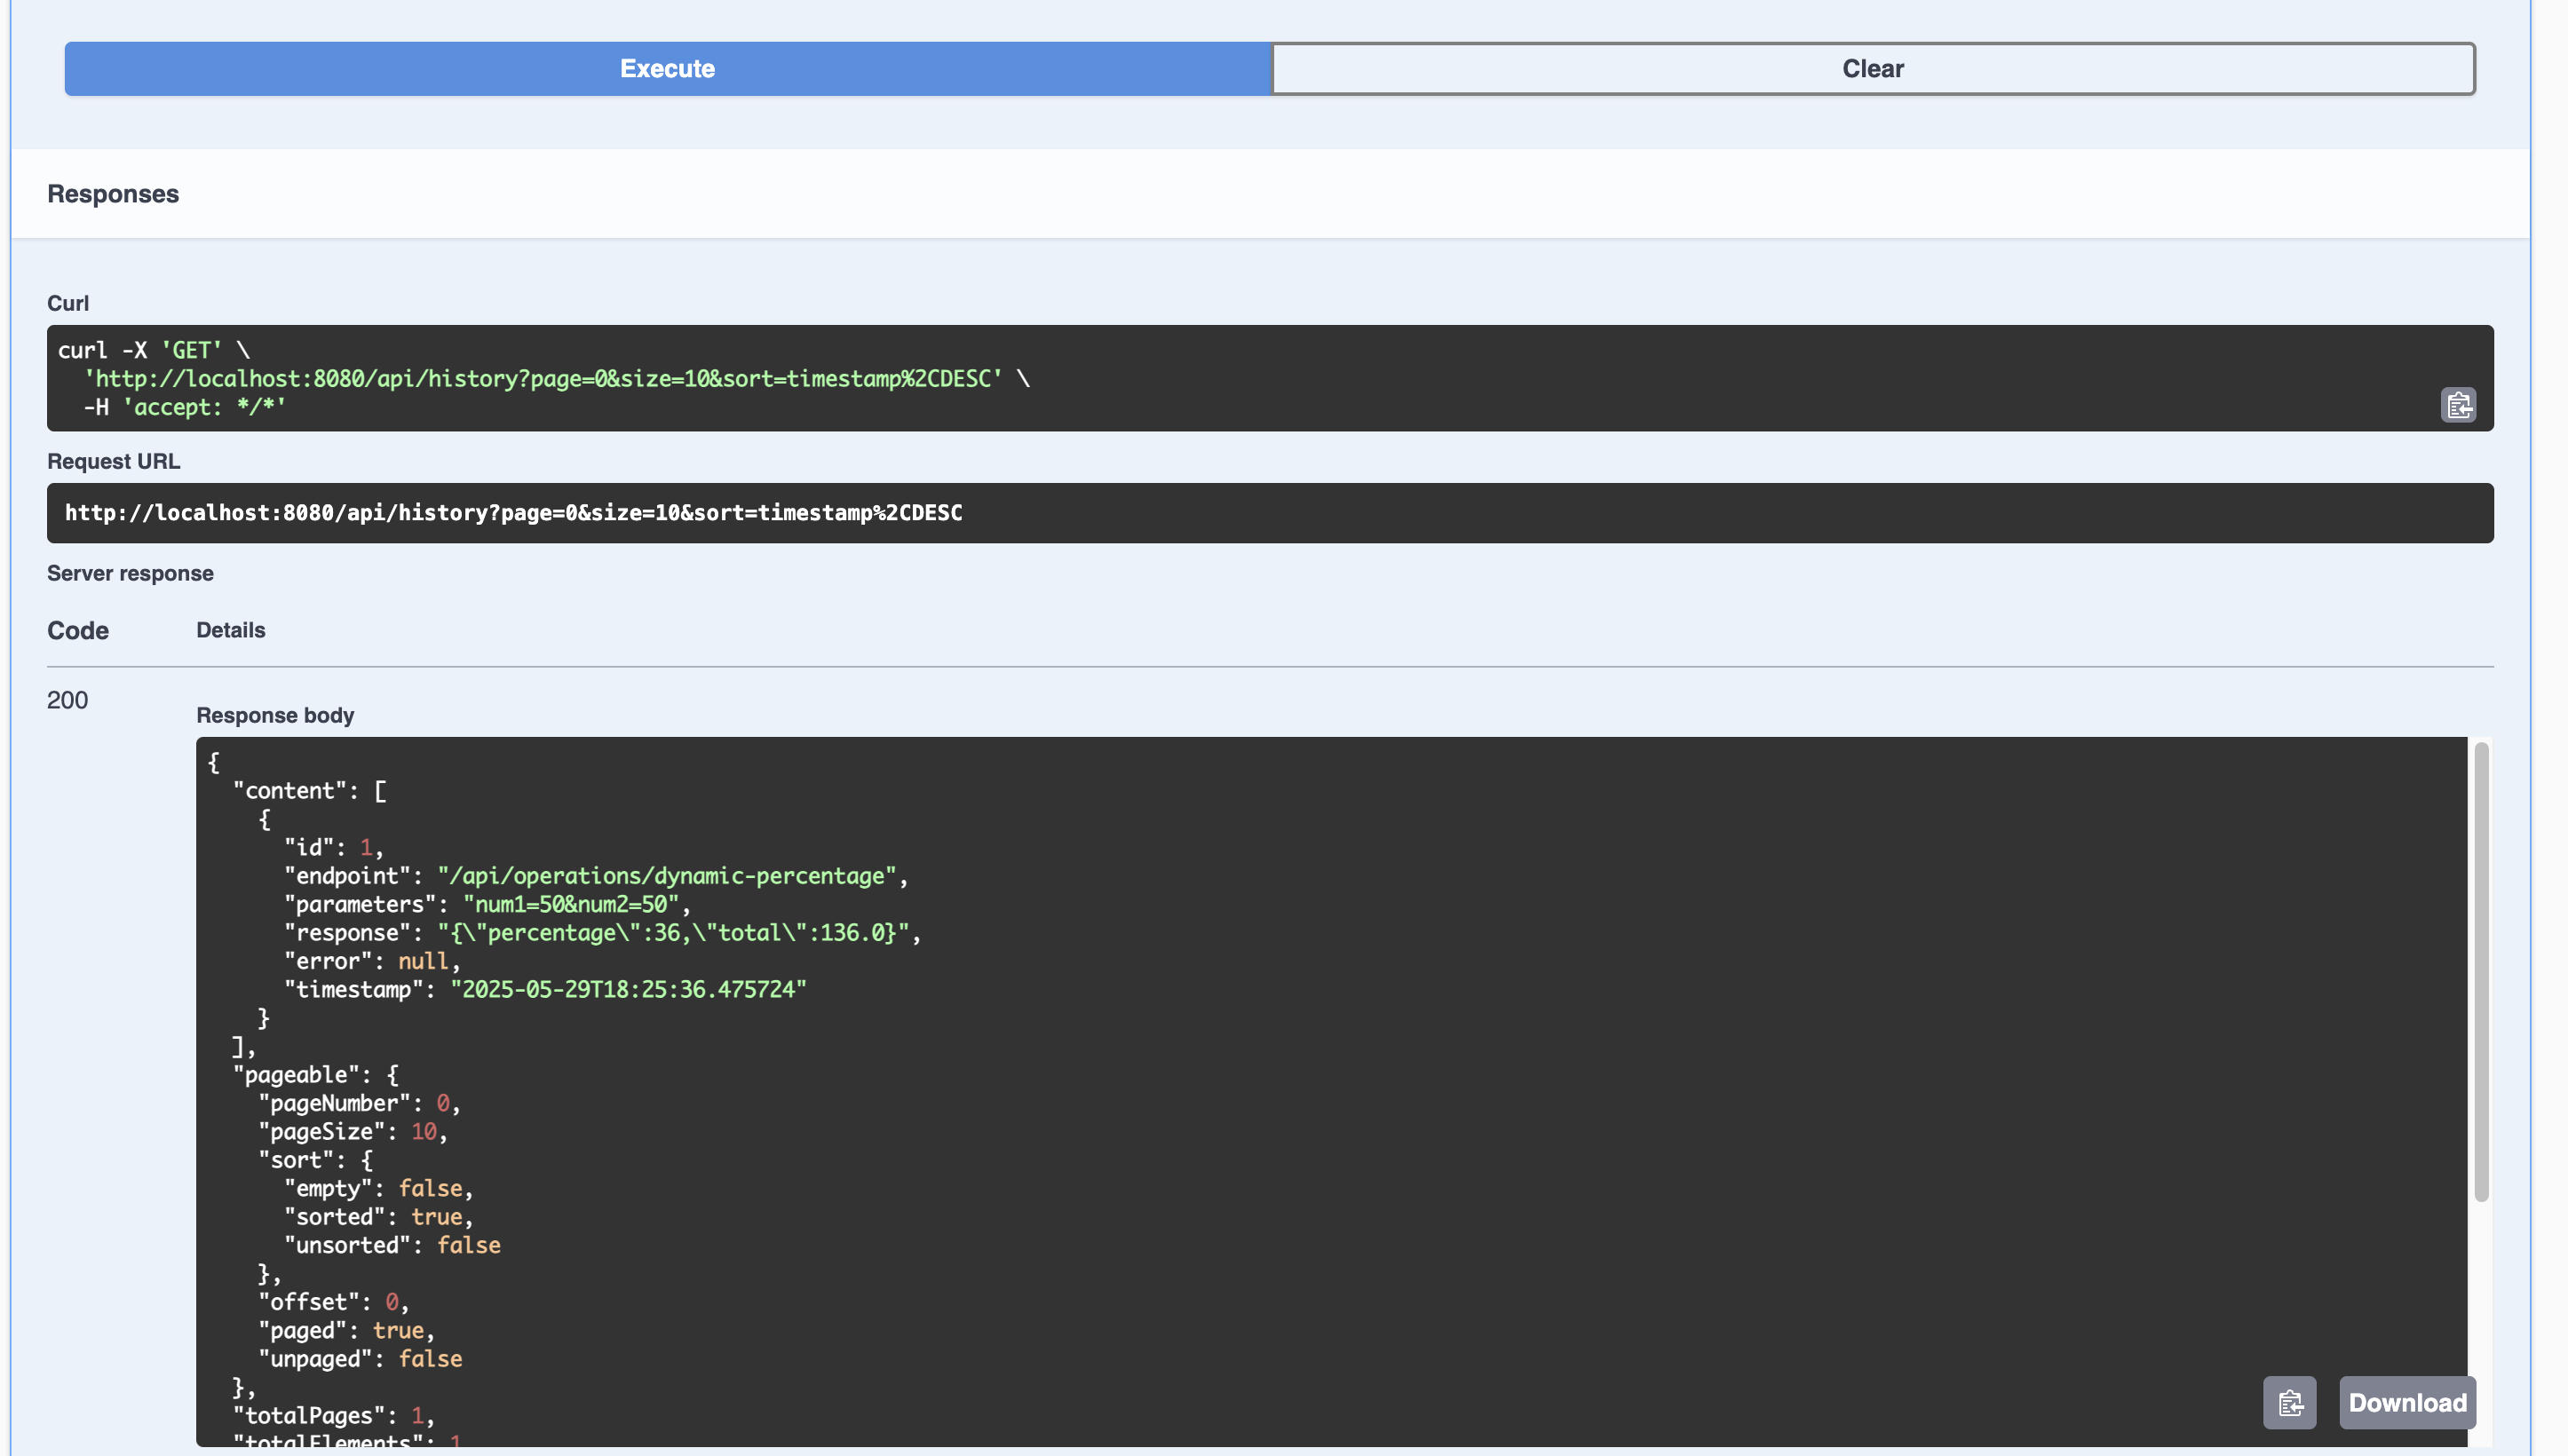 Execute
Clear
Responses
Curl
curl -X 'GET' \
  'http://localhost:8080/api/history?page=0&size=10&sort=timestamp%2CDESC' \
  -H 'accept: */*'
Request URL
http://localhost:8080/api/history?page=0&size=10&sort=timestamp%2CDESC
Server response
Code Details
200
Response body
{
  "content": [
    {
      "id": 1,
      "endpoint": "/api/operations/dynamic-percentage",
      "parameters": "num1=50&num2=50",
      "response": "{\"percentage\":36,\"total\":136.0}",
      "error": null,
      "timestamp": "2025-05-29T18:25:36.475724"
    }
  ],
  "pageable": {
    "pageNumber": 0,
    "pageSize": 10,
    "sort": {
      "empty": false,
      "sorted": true,
      "unsorted": false
    },
    "offset": 0,
    "paged": true,
    "unpaged": false
  },
  "totalPages": 1,
  "totalElements": 1
Download